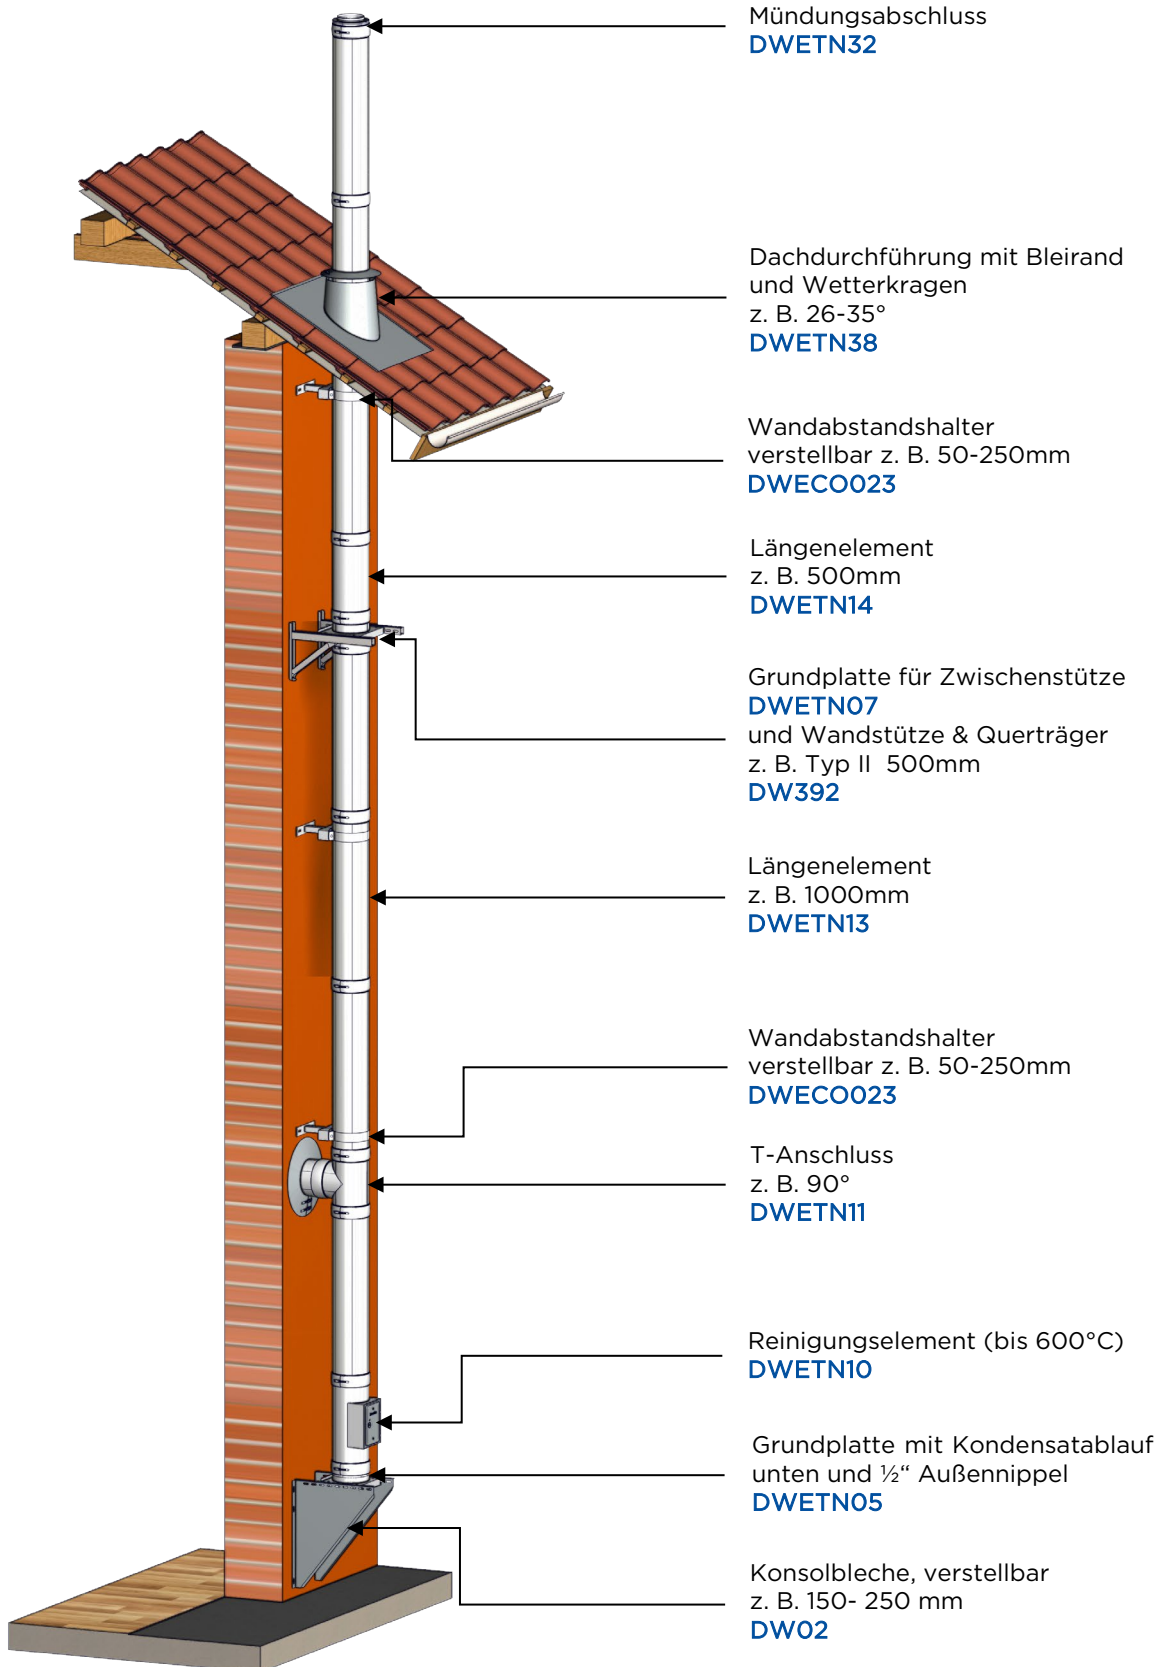 Mündungsabschluss
DWETN32
Dachdurchführung mit Bleirand
und Wetterkragen
z. B. 26-35°
DWETN38
Wandabstandshalter
verstellbar z. B. 50-250mm
DWECO023
Längenelement
z. B. 500mm
DWETN14
Grundplatte für Zwischenstütze
DWETN07
und Wandstütze & Querträger
z. B. Typ II  500mm
DW392
Längenelement
z. B. 1000mm
DWETN13
Wandabstandshalter
verstellbar z. B. 50-250mm
DWECO023
T-Anschluss
z. B. 90°
DWETN11
Reinigungselement (bis 600°C)
DWETN10
Grundplatte mit Kondensatablauf
unten und ½“ Außennippel
DWETN05
Konsolbleche, verstellbar
z. B. 150- 250 mm
DW02